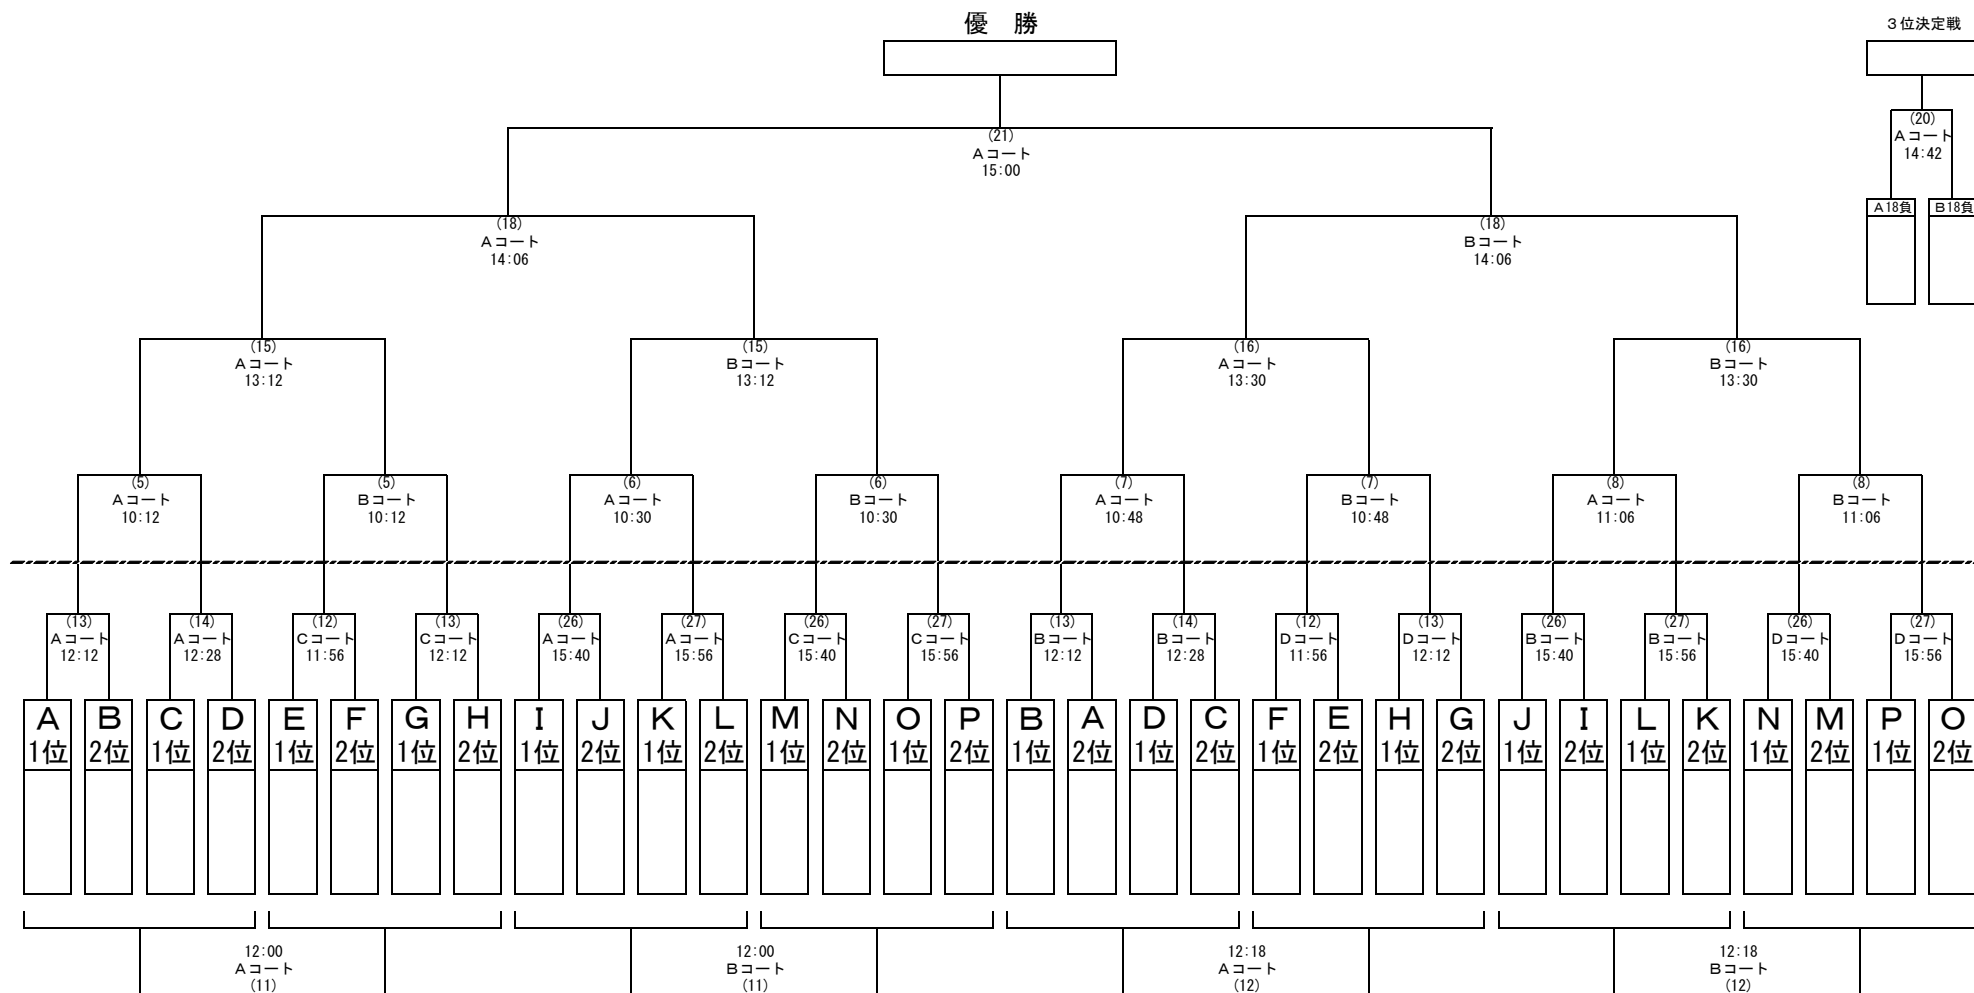 優　勝
３位決定戦
(20)
Ａコート
14:42
(21)
Ａコート
15:00
Ａ18負
Ｂ18負
(18)
Ａコート
14:06
(18)
Ｂコート
14:06
(15)
Ａコート
13:12
(15)
Ｂコート
13:12
(16)
Ａコート
13:30
(16)
Ｂコート
13:30
(5)
Ａコート
10:12
(5)
Ｂコート
10:12
(6)
Ａコート
10:30
(6)
Ｂコート
10:30
(7)
Ａコート
10:48
(7)
Ｂコート
10:48
(8)
Ａコート
11:06
(8)
Ｂコート
11:06
(13)
Ａコート
12:12
(14)
Ａコート
12:28
(12)
Ｃコート
11:56
(13)
Ｃコート
12:12
(26)
Ａコート
15:40
(27)
Ａコート
15:56
(26)
Ｃコート
15:40
(27)
Ｃコート
15:56
(13)
Ｂコート
12:12
(14)
Ｂコート
12:28
(12)
Ｄコート
11:56
(13)
Ｄコート
12:12
(26)
Ｂコート
15:40
(27)
Ｂコート
15:56
(26)
Ｄコート
15:40
(27)
Ｄコート
15:56
Ａ
1位
Ｂ
2位
Ｃ
1位
Ｄ
2位
Ｅ
1位
Ｆ
2位
Ｇ
1位
Ｈ
2位
Ｉ
1位
Ｊ
2位
Ｋ
1位
Ｌ
2位
Ｍ
1位
Ｎ
2位
Ｏ
1位
Ｐ
2位
Ｂ
1位
Ａ
2位
Ｄ
1位
Ｃ
2位
Ｆ
1位
Ｅ
2位
Ｈ
1位
Ｇ
2位
Ｊ
1位
Ｉ
2位
Ｌ
1位
Ｋ
2位
Ｎ
1位
Ｍ
2位
Ｐ
1位
Ｏ
2位
12:00
Ａコート
(11)
12:00
Ｂコート
(11)
12:18
Ａコート
(12)
12:18
Ｂコート
(12)